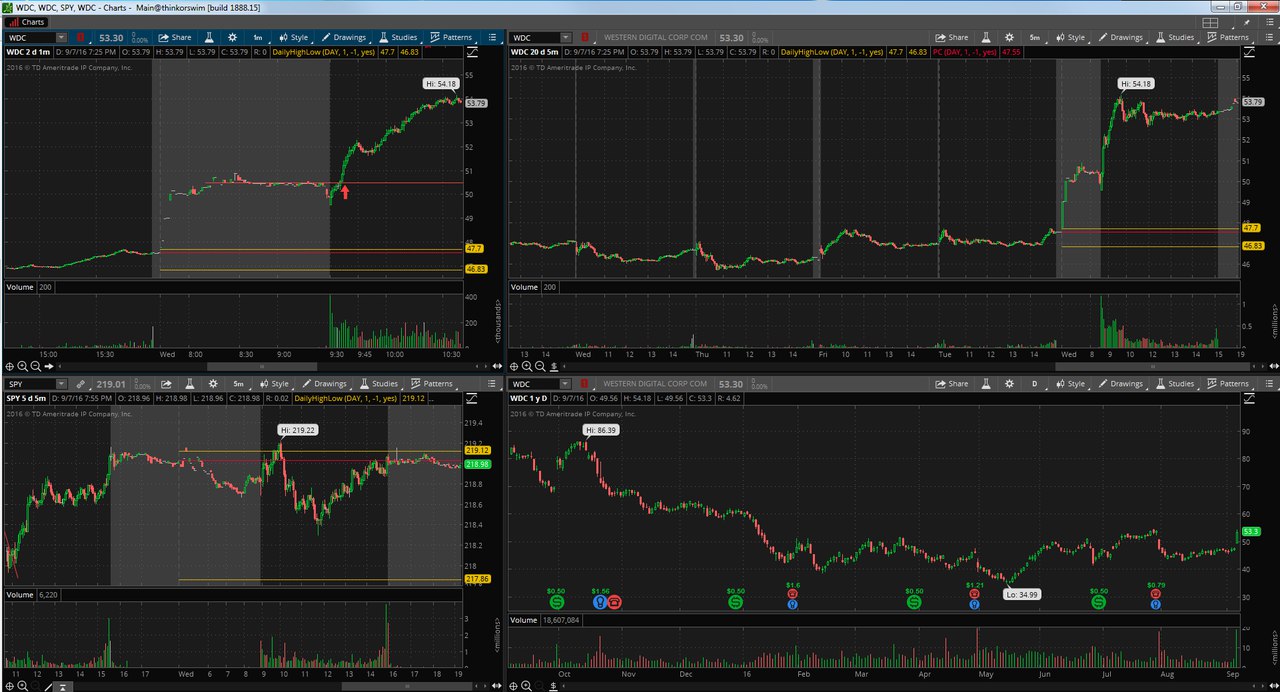 WDC, WDC, SPY, WDC - Charts - Main@thinkorswim [build 1888.15]
Charts
WDC 53.30 0.00% Share 1m Style Drawings Studies Patterns
WDC 2 d 1m D: 9/7/16 7:25 PM O: 53.79 H: 53.79 L: 53.79 C: 53.79 R: 0 DailyHighLow (DAY, 1, -1, yes) 47.7 46.83
2016 © TD Ameritrade IP Company, Inc.
Hi: 54.18
55
53.79
53
52
51
50
49
48
47.7
46.83
Volume 200
400
200
<thousands>
15:00 15:30 Wed 8:00 8:30 9:00 9:30 9:45 10:00 10:30
WDC WESTERN DIGITAL CORP COM 53.30 0.00% Share 5m Style Drawings Studies Patterns
WDC 20 d 5m D: 9/7/16 7:25 PM O: 53.79 H: 53.79 L: 53.79 C: 53.79 R: 0 DailyHighLow (DAY, 1, -1, yes) 47.7 46.83 PC (DAY, 1, -1, yes) 47.55
2016 © TD Ameritrade IP Company, Inc.
Hi: 54.18
55
53.79
53
52
51
50
49
48
47.7
46.83
46
Volume 200
1
0.5
<millions>
13 14 Wed 11 12 13 14 Thu 11 12 13 14 Fri 10 11 12 13 14 Tue 11 12 13 14 Wed 8 9 10 11 12 13 14 15 19
SPY 219.01 0.00% 5m Style Drawings Studies Patterns
SPY 5 d 5m D: 9/7/16 7:55 PM O: 218.96 H: 218.98 L: 218.96 C: 218.98 R: 0.02 DailyHighLow (DAY, 1, -1, yes) 219.12 ...
2016 © TD Ameritrade IP Company, Inc.
Hi: 219.22
219.4
219.2
219.12
218.98
218.8
218.6
218.4
218.2
218
217.86
Volume 6,220
3
2
1
<millions>
11 12 13 14 15 16 17 Wed 6 7 8 9 10 11 12 13 14 15 16 17 18 19
WDC WESTERN DIGITAL CORP COM 53.30 0.00% Share D Style Drawings Studies Patterns
WDC 1 y D D: 9/7/16 O: 49.56 H: 54.18 L: 49.56 C: 53.3 R: 4.62
2016 © TD Ameritrade IP Company, Inc.
Hi: 86.39
90
80
70
60
53.3
50
40
30
Lo: 34.99
$0.50 $1.56 $0.50 $1.6 $0.50 $1.21 $0.50 $0.79
Volume 18,607,084
20
10
<millions>
Oct Nov Dec 16 Feb Mar Apr May Jun Jul Aug Sep